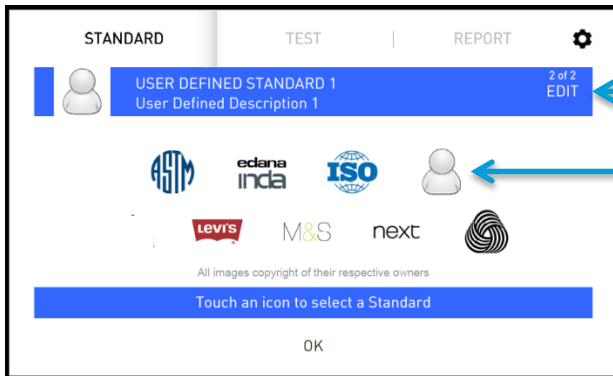 STANDARD TEST | REPORT
USER DEFINED STANDARD 1
2 of 2
User Defined Description 1
EDIT
ASTM
edana
inda
ISO
LEVI'S
M&S
next
All images copyright of their respective owners
Touch an icon to select a Standard
OK